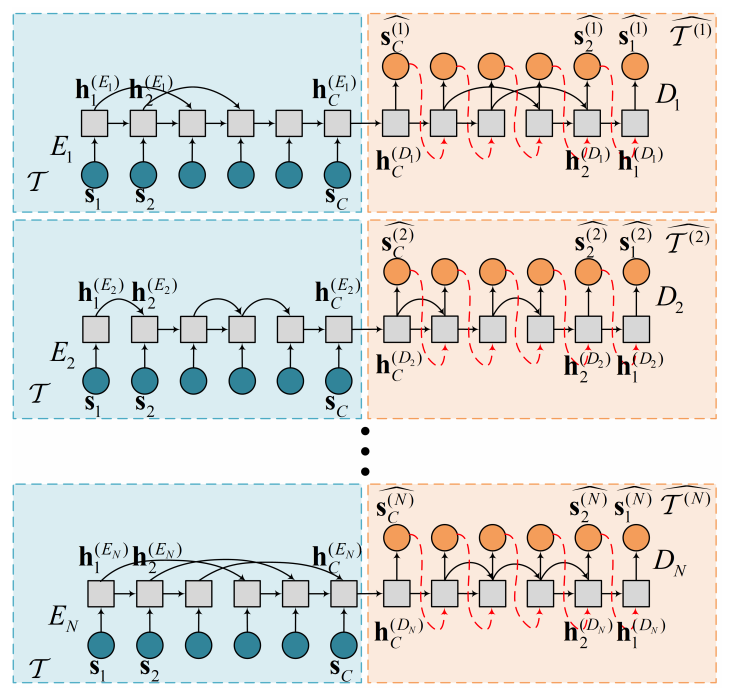 $\widehat{\mathbf{s}_C^{(1)}}$ $\widehat{\mathbf{s}_2^{(1)}}$ $\widehat{\mathbf{s}_1^{(1)}}$ $\widehat{\mathcal{T}^{(1)}}$
$\mathbf{h}_1^{(E_1)}$ $\mathbf{h}_2^{(E_1)}$ $\mathbf{h}_C^{(E_1)}$ $D_1$
$E_1$ $\mathbf{h}_C^{(D_1)}$ $\mathbf{h}_2^{(D_1)}$ $\mathbf{h}_1^{(D_1)}$
$\mathcal{T}$ $\mathbf{s}_1$ $\mathbf{s}_2$ $\mathbf{s}_C$
$\widehat{\mathbf{s}_C^{(2)}}$ $\widehat{\mathbf{s}_2^{(2)}}$ $\widehat{\mathbf{s}_1^{(2)}}$ $\widehat{\mathcal{T}^{(2)}}$
$\mathbf{h}_1^{(E_2)}$ $\mathbf{h}_2^{(E_2)}$ $\mathbf{h}_C^{(E_2)}$ $D_2$
$E_2$ $\mathbf{h}_C^{(D_2)}$ $\mathbf{h}_2^{(D_2)}$ $\mathbf{h}_1^{(D_2)}$
$\mathcal{T}$ $\mathbf{s}_1$ $\mathbf{s}_2$ $\mathbf{s}_C$
$\widehat{\mathbf{s}_C^{(N)}}$ $\widehat{\mathbf{s}_2^{(N)}}$ $\widehat{\mathbf{s}_1^{(N)}}$ $\widehat{\mathcal{T}^{(N)}}$
$\mathbf{h}_1^{(E_N)}$ $\mathbf{h}_2^{(E_N)}$ $\mathbf{h}_C^{(E_N)}$ $D_N$
$E_N$ $\mathbf{h}_C^{(D_N)}$ $\mathbf{h}_2^{(D_N)}$ $\mathbf{h}_1^{(D_N)}$
$\mathcal{T}$ $\mathbf{s}_1$ $\mathbf{s}_2$ $\mathbf{s}_C$